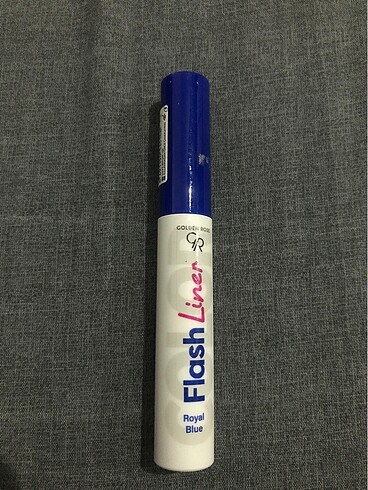 GOLDEN ROSE
GR
Flash Liner
Royal
Blue